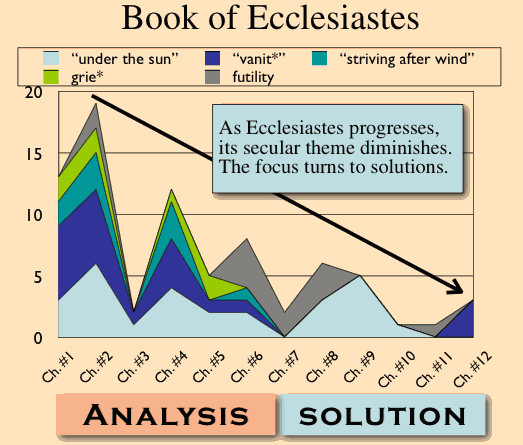 Book of Ecclesiastes
“under the sun” “vanit*” “striving after wind”
grie* futility
20
15
10
5
0
As Ecclesiastes progresses,
its secular theme diminishes.
The focus turns to solutions.
Ch. #1 Ch. #2 Ch. #3 Ch. #4 Ch. #5 Ch. #6 Ch. #7 Ch. #8 Ch. #9 Ch. #10 Ch. #11 Ch. #12
ANALYSIS SOLUTION